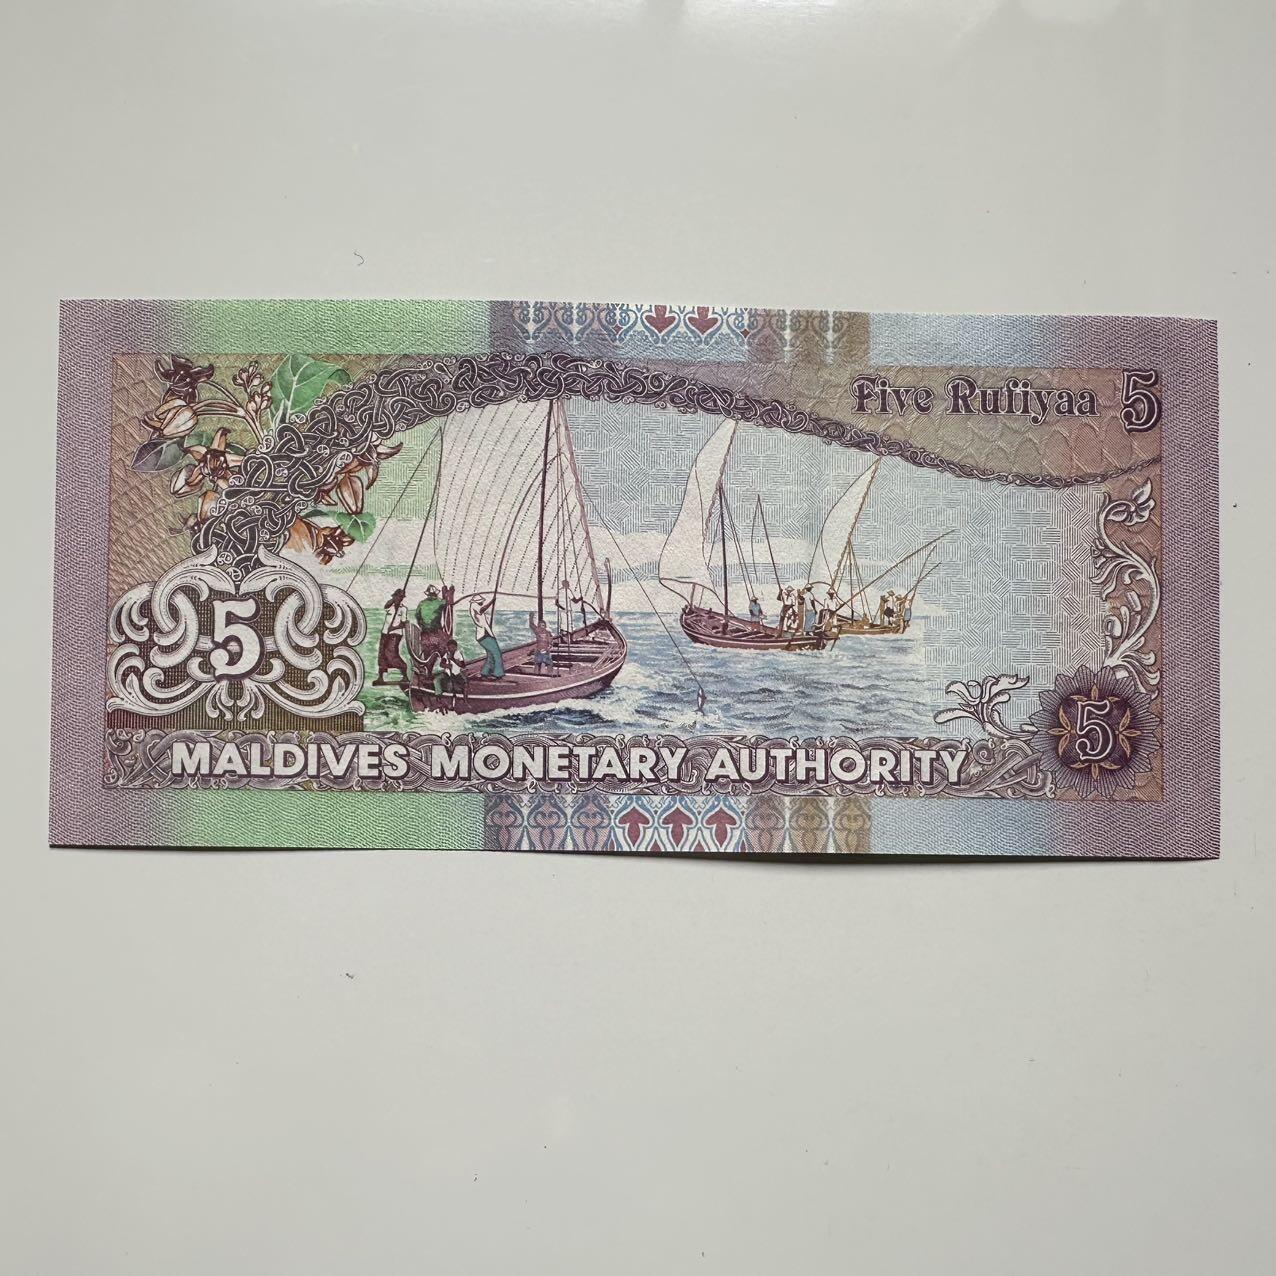 Five Rufiyaa 5
5
5
MALDIVES MONETARY AUTHORITY